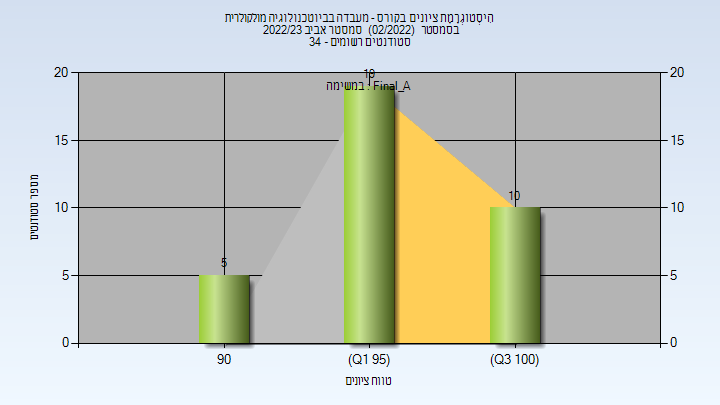 הִיסְטוֹגְרָמַת ציונים בקורס - מעבדה בביוטכנולוגיה מולקולרית
בסמסטר (02/2022) סמסטר אביב 2022/23
סטודנטים רשומים - 34
במשימה : Final_A
מספר סטודנטים
20
15
10
5
0
20
15
10
5
0
5
19
10
90
(Q1 95)
(Q3 100)
טווח ציונים